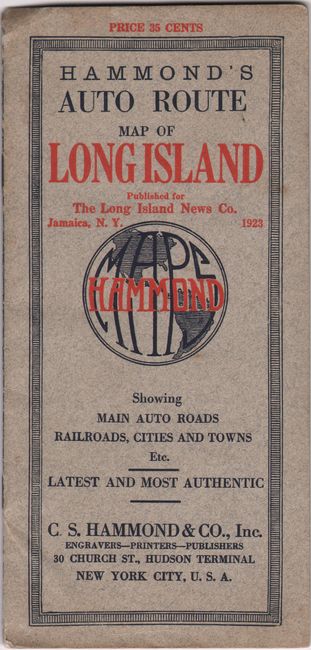 PRICE 35 CENTS
HAMMOND'S
AUTO ROUTE
MAP OF
LONG ISLAND
Published for
The Long Island News Co.
Jamaica, N. Y. 1923
MAPS
HAMMOND
Showing
MAIN AUTO ROADS
RAILROADS, CITIES AND TOWNS
Etc.
LATEST AND MOST AUTHENTIC
C. S. HAMMOND & CO., Inc.
ENGRAVERS—PRINTERS—PUBLISHERS
30 CHURCH ST., HUDSON TERMINAL
NEW YORK CITY, U. S. A.